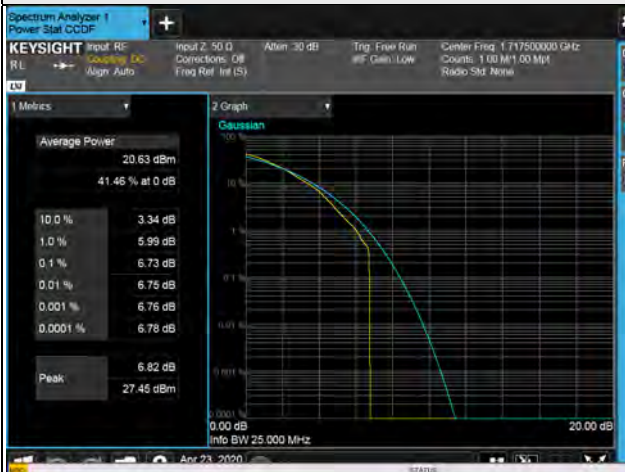 Spectrum Analyzer 1
Power Stat CCDF
KEYSIGHT
RL
Input: RF
Coupling: DC
Align: Auto
Input Z: 50 Ω
Corrections: Off
Freq Ref: Int (S)
Atten: 30 dB
Trig: Free Run
#IF Gain: Low
Center Freq: 1.717500000 GHz
Counts: 1.00 M/1.00 Mpt
Radio Std: None
1 Metrics
Average Power
20.63 dBm
41.46 % at 0 dB
10.0 % 3.34 dB
1.0 % 5.99 dB
0.1 % 6.73 dB
0.01 % 6.75 dB
0.001 % 6.76 dB
0.0001 % 6.78 dB
Peak 6.82 dB
27.45 dBm
2 Graph
Gaussian
100 %
10 %
1 %
0.1 %
0.01 %
0.001 %
0.0001 %
0.00 dB 20.00 dB
Info BW 25.000 MHz
Apr 23, 2020
STATUS